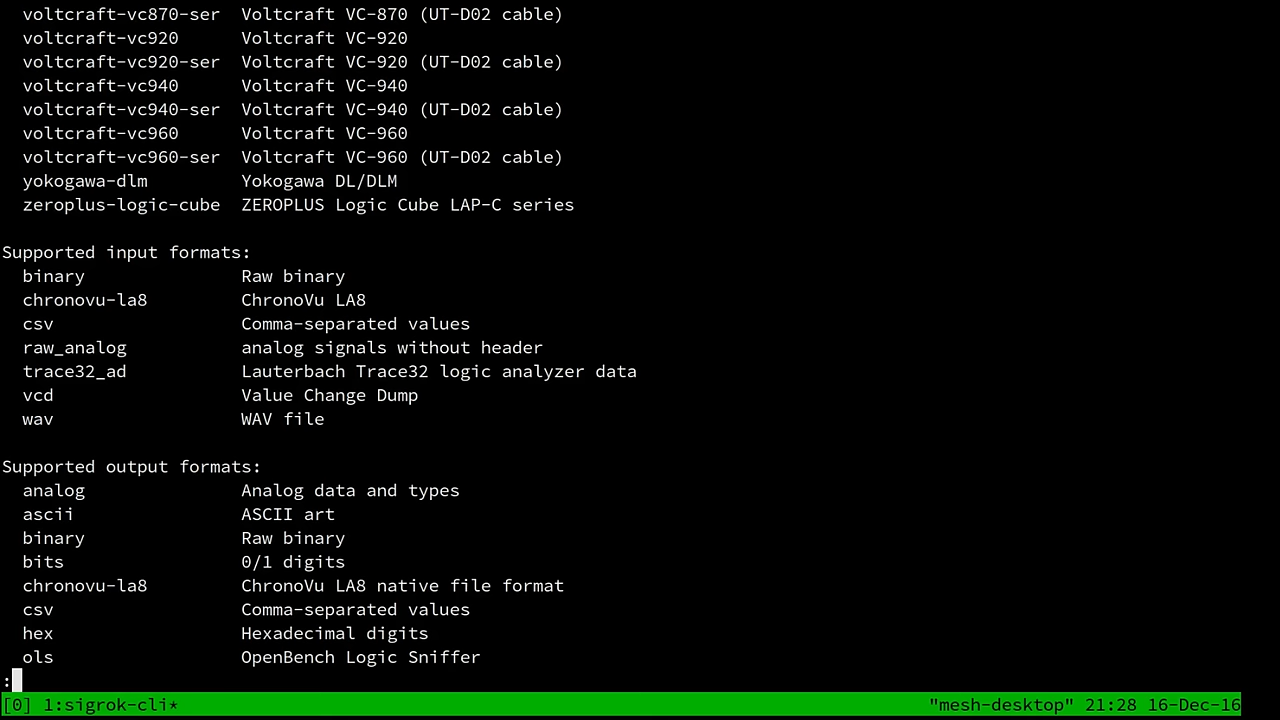 voltcraft-vc870-ser  Voltcraft VC-870 (UT-D02 cable)
voltcraft-vc920      Voltcraft VC-920
voltcraft-vc920-ser  Voltcraft VC-920 (UT-D02 cable)
voltcraft-vc940      Voltcraft VC-940
voltcraft-vc940-ser  Voltcraft VC-940 (UT-D02 cable)
voltcraft-vc960      Voltcraft VC-960
voltcraft-vc960-ser  Voltcraft VC-960 (UT-D02 cable)
yokogawa-dlm         Yokogawa DL/DLM
zeroplus-logic-cube  ZEROPLUS Logic Cube LAP-C series
Supported input formats:
binary               Raw binary
chronovu-la8         ChronoVu LA8
csv                  Comma-separated values
raw_analog           analog signals without header
trace32_ad           Lauterbach Trace32 logic analyzer data
vcd                  Value Change Dump
wav                  WAV file
Supported output formats:
analog               Analog data and types
ascii                ASCII art
binary               Raw binary
bits                 0/1 digits
chronovu-la8         ChronoVu LA8 native file format
csv                  Comma-separated values
hex                  Hexadecimal digits
ols                  OpenBench Logic Sniffer
:
[0] 1:sigrok-cli* "mesh-desktop" 21:28 16-Dec-16